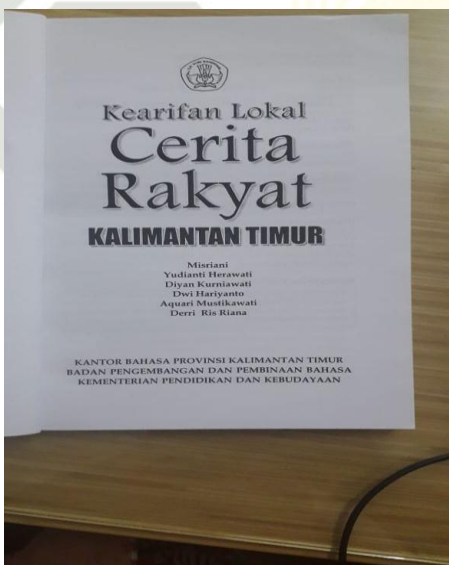 Kearifan Lokal
Cerita
Rakyat
KALIMANTAN TIMUR
Misriani
Yudianti Herawati
Diyan Kurniawati
Dwi Hariyanto
Aquari Mustikawati
Derri Ris Riana
KANTOR BAHASA PROVINSI KALIMANTAN TIMUR
BADAN PENGEMBANGAN DAN PEMBINAAN BAHASA
KEMENTERIAN PENDIDIKAN DAN KEBUDAYAAN